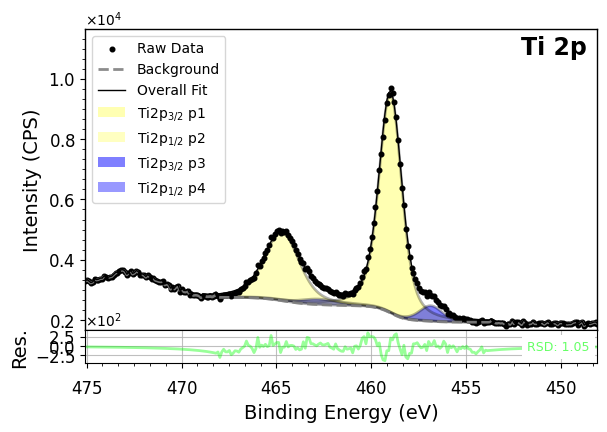 ×10⁴
Ti 2p
Raw Data
Background
Overall Fit
Ti2p₃/₂ p1
Ti2p₁/₂ p2
Ti2p₃/₂ p3
Ti2p₁/₂ p4
Intensity (CPS)
1.0
0.8
0.6
0.4
0.2
×10²
Res.
2.5
0.0
−2.5
RSD: 1.05
475 470 465 460 455 450
Binding Energy (eV)